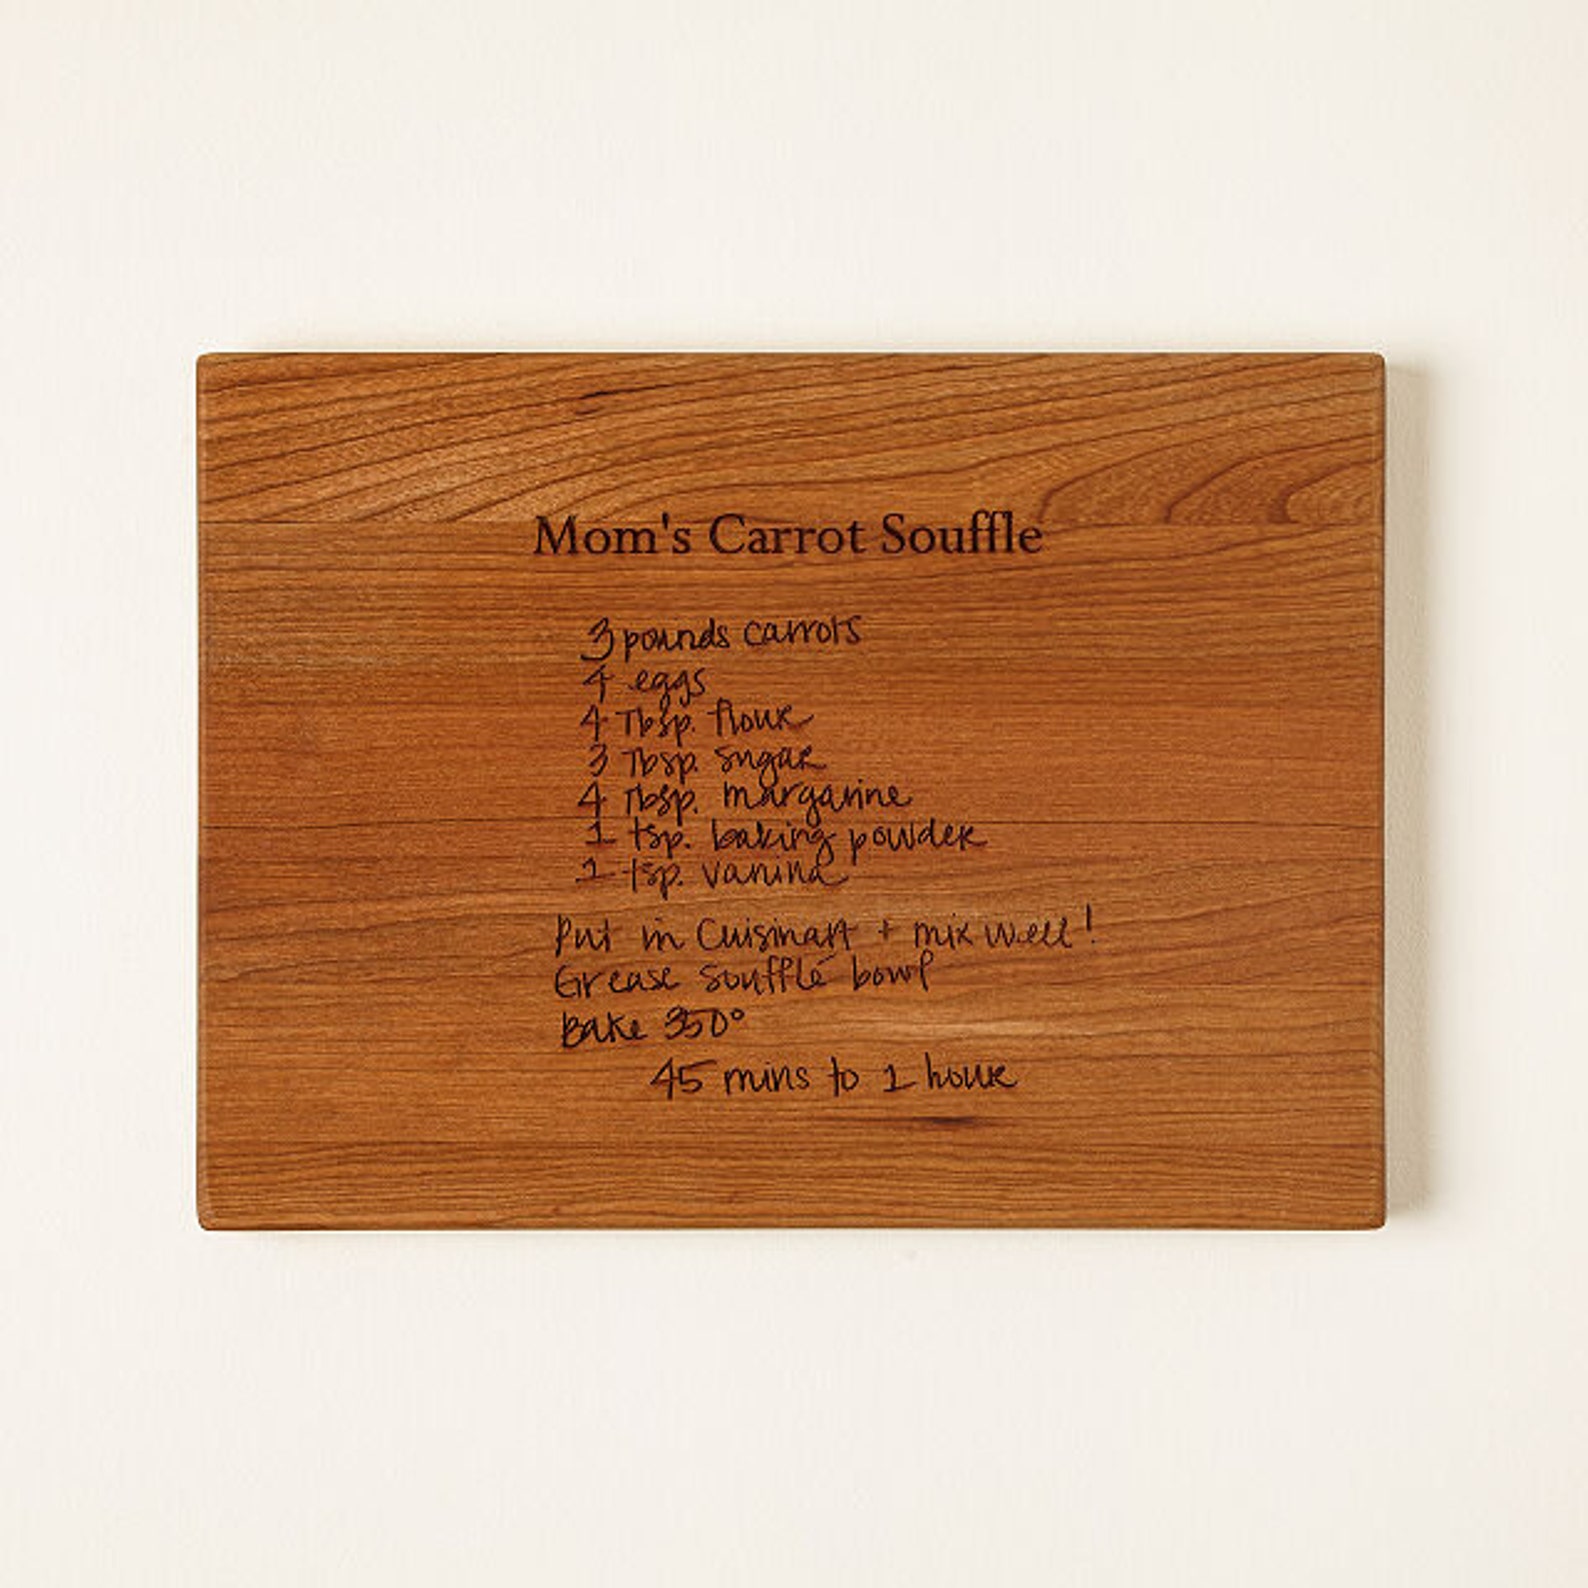 Mom's Carrot Souffle
3 pounds carrots
4 eggs
4 Tbsp. flour
3 Tbsp. sugar
4 Tbsp. margarine
1 tsp. baking powder
1 tsp. vanilla
Put in Cuisinart + mix well!
Grease soufflé bowl
Bake 350°
45 mins to 1 hour